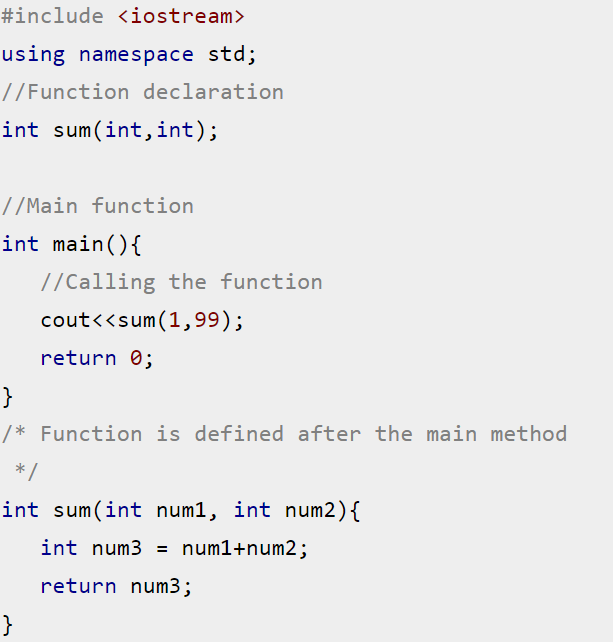 #include <iostream>
using namespace std;
//Function declaration
int sum(int,int);

//Main function
int main(){
   //Calling the function
   cout<<sum(1,99);
   return 0;
}
/* Function is defined after the main method
 */
int sum(int num1, int num2){
   int num3 = num1+num2;
   return num3;
}